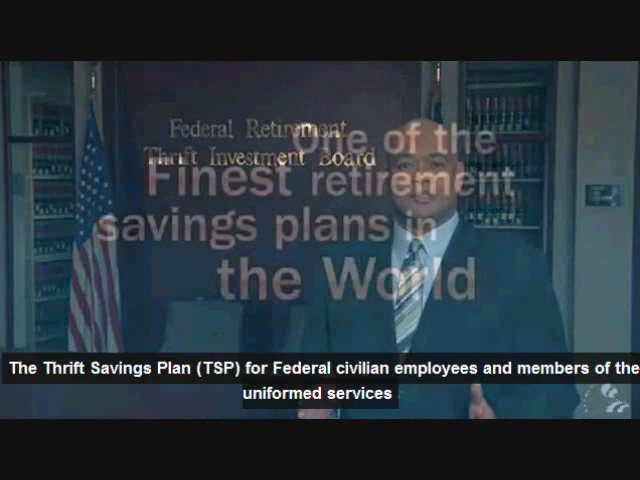 Federal Retirement
Thrift Investment Board
One of the
Finest retirement
savings plans in
the World
The Thrift Savings Plan (TSP) for Federal civilian employees and members of the
uniformed services